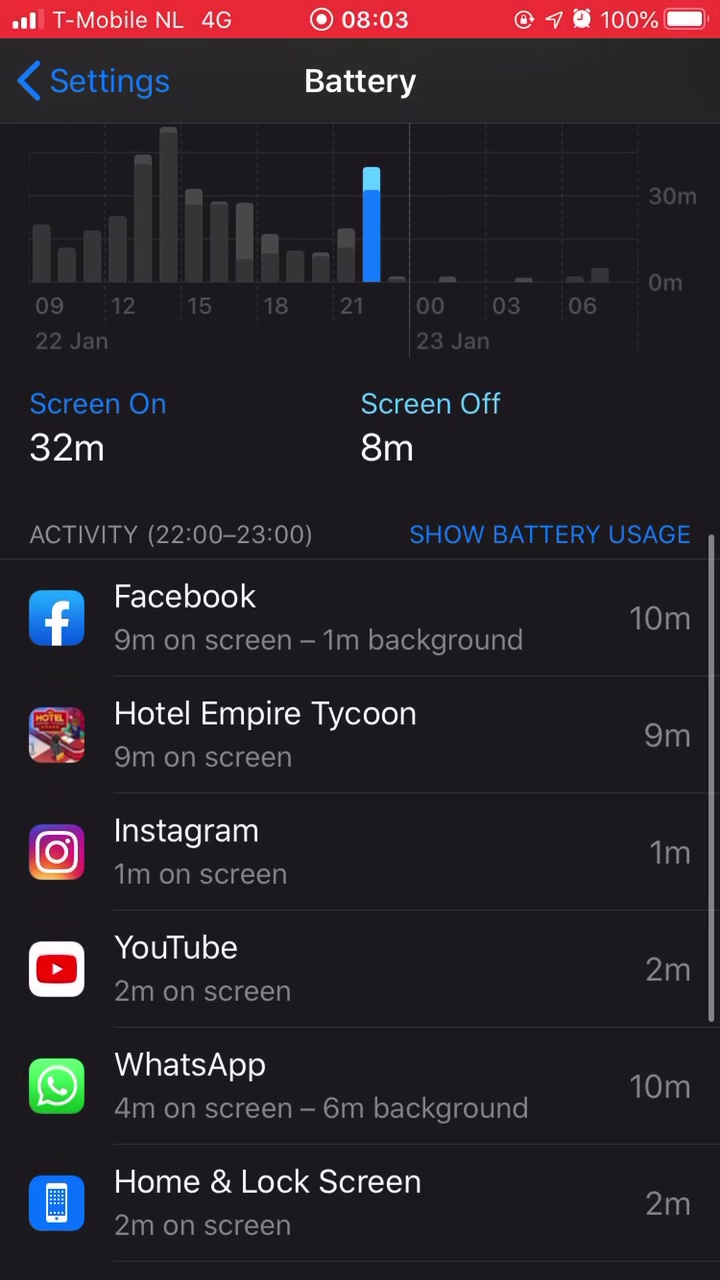 T-Mobile NL 4G 08:03 100%
Settings Battery
30m
0m
09 12 15 18 21 00 03 06
22 Jan 23 Jan
Screen On Screen Off
32m 8m
ACTIVITY (22:00–23:00) SHOW BATTERY USAGE
Facebook
9m on screen – 1m background 10m
Hotel Empire Tycoon
9m on screen 9m
HOTEL
Instagram
1m on screen 1m
YouTube
2m on screen 2m
WhatsApp
4m on screen – 6m background 10m
Home & Lock Screen
2m on screen 2m